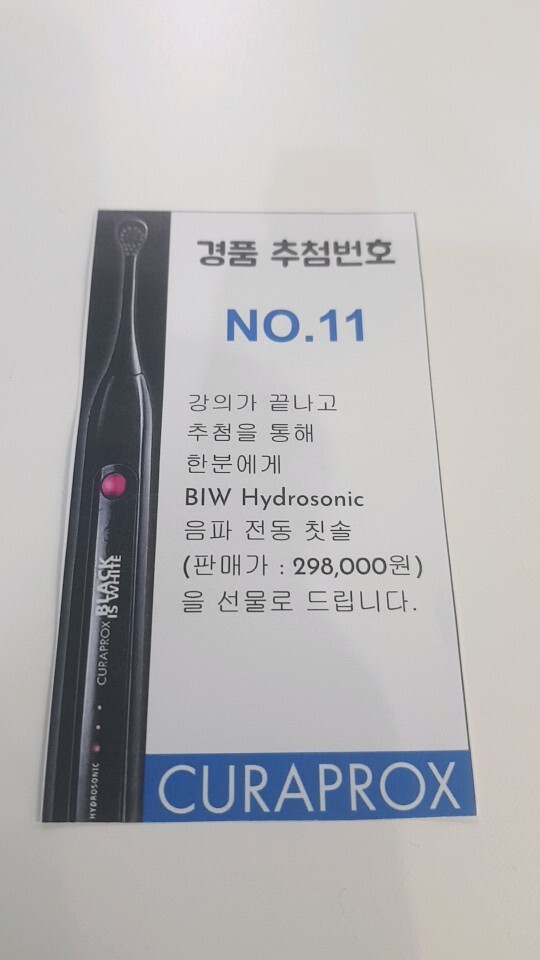 경품 추첨번호
NO.11
강의가 끝나고
추첨을 통해
한분에게
BIW Hydrosonic
음파 전동 칫솔
(판매가 : 298,000원)
을 선물로 드립니다.
CURAPROX
BLACK
IS WHITE
CURAPROX
HYDROSONIC